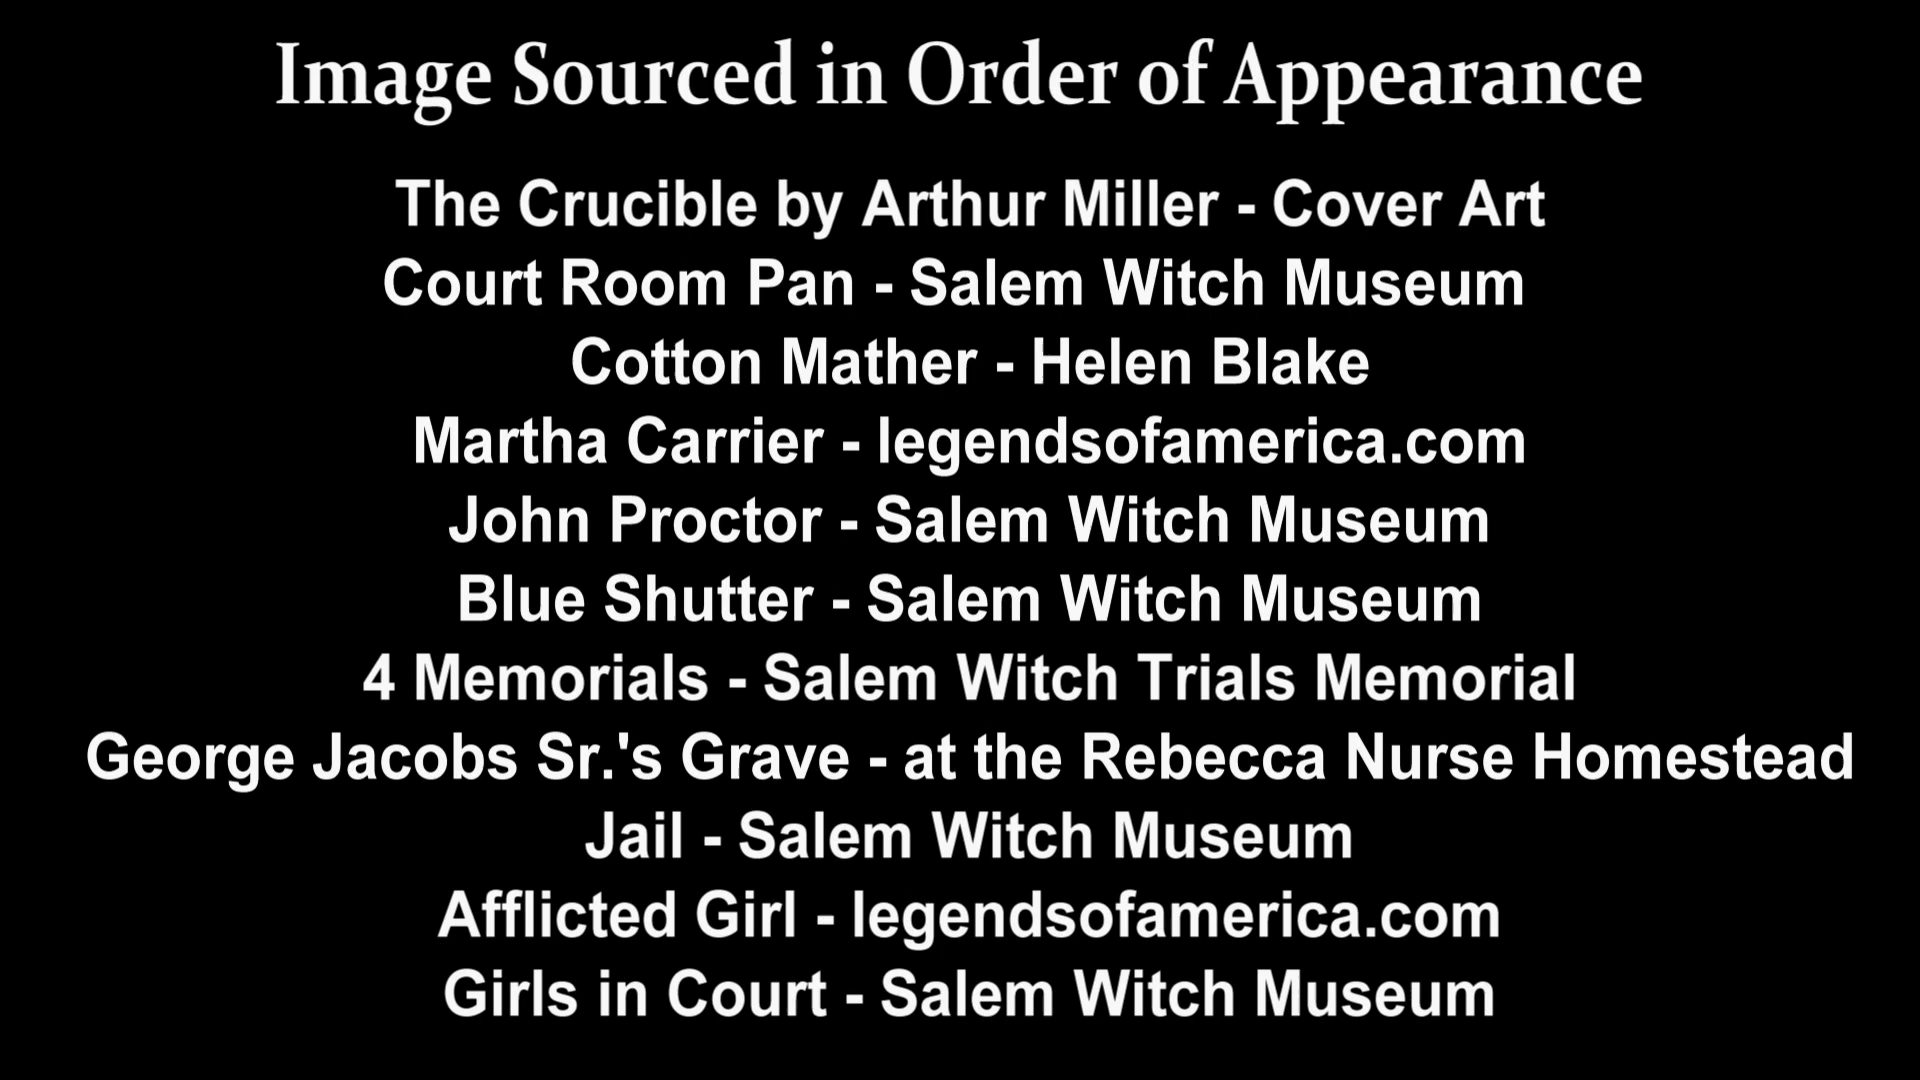 Image Sourced in Order of Appearance
The Crucible by Arthur Miller - Cover Art
Court Room Pan - Salem Witch Museum
Cotton Mather - Helen Blake
Martha Carrier - legendsofamerica.com
John Proctor - Salem Witch Museum
Blue Shutter - Salem Witch Museum
4 Memorials - Salem Witch Trials Memorial
George Jacobs Sr.'s Grave - at the Rebecca Nurse Homestead
Jail - Salem Witch Museum
Afflicted Girl - legendsofamerica.com
Girls in Court - Salem Witch Museum